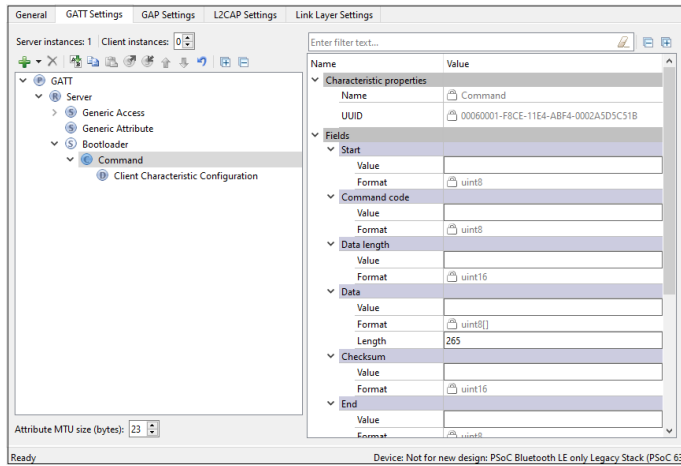 General GATT Settings GAP Settings L2CAP Settings Link Layer Settings
Server instances: 1 Client instances: 0
Enter filter text...
Name Value
GATT
Server
Generic Access
Generic Attribute
Bootloader
Command
Client Characteristic Configuration
Characteristic properties
Name Command
UUID 00060001-F8CE-11E4-ABF4-0002A5D5C51B
Fields
Start
Value
Format uint8
Command code
Value
Format uint8
Data length
Value
Format uint16
Data
Value
Format uint8[]
Length 265
Checksum
Value
Format uint16
End
Value
Format uint8
Attribute MTU size (bytes): 23
Ready Device: Not for new design: PSoC Bluetooth LE only Legacy Stack (PSoC 63